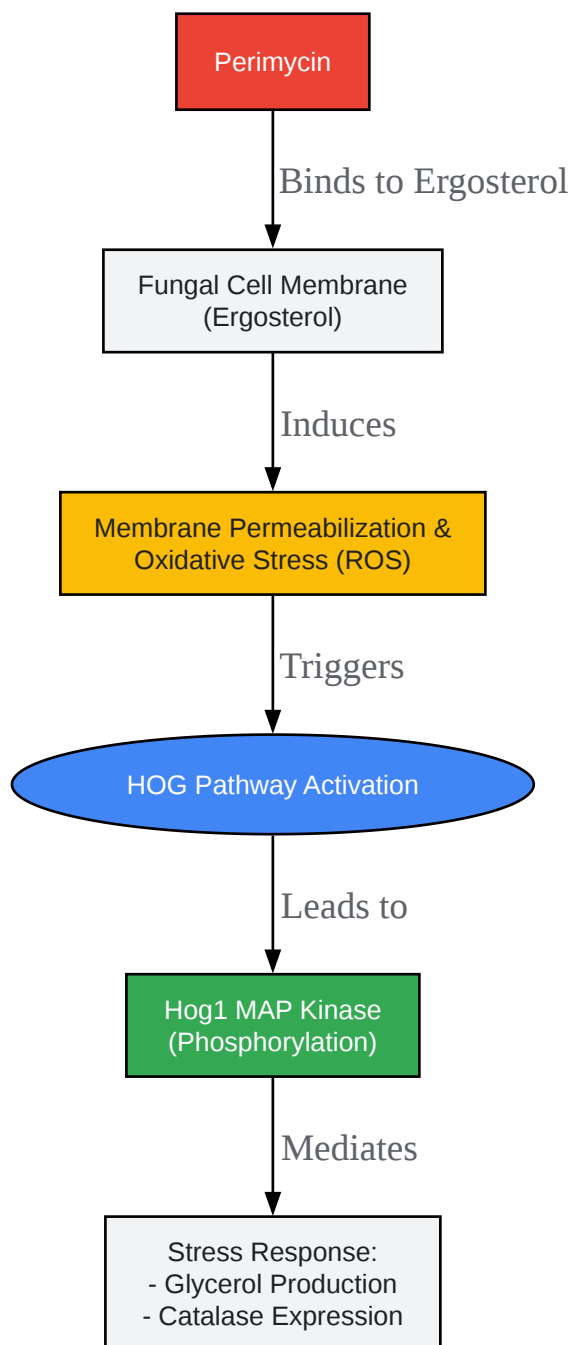 Perimycin
Binds to Ergosterol
Fungal Cell Membrane
(Ergosterol)
Induces
Membrane Permeabilization &
Oxidative Stress (ROS)
Triggers
HOG Pathway Activation
Leads to
Hog1 MAP Kinase
(Phosphorylation)
Mediates
Stress Response:
- Glycerol Production
- Catalase Expression